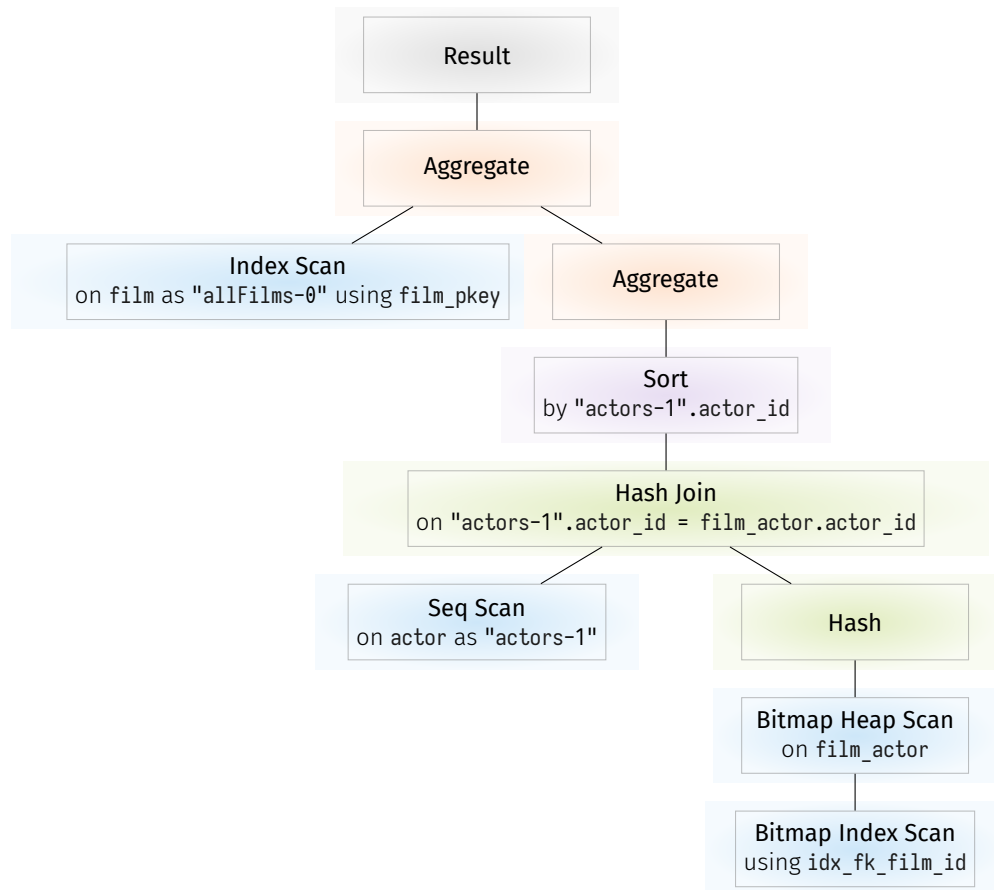 Result
Aggregate
Index Scan
on film as "allFilms-0" using film_pkey
Aggregate
Sort
by "actors-1".actor_id
Hash Join
on "actors-1".actor_id = film_actor.actor_id
Seq Scan
on actor as "actors-1"
Hash
Bitmap Heap Scan
on film_actor
Bitmap Index Scan
using idx_fk_film_id